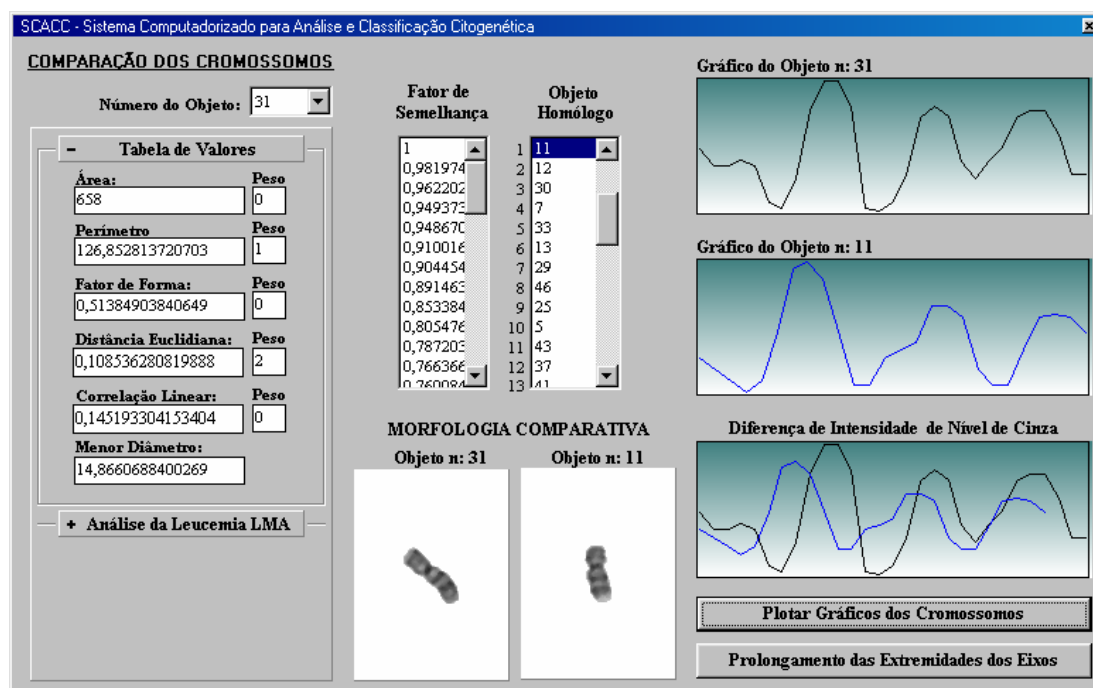 SCACC - Sistema Computadorizado para Análise e Classificação Citogenética
COMPARAÇÃO DOS CROMOSSOMOS
Número do Objeto: 31
- Tabela de Valores
Área: Peso
658 0
Perímetro Peso
126,852813720703 1
Fator de Forma: Peso
0,51384903840649 0
Distância Euclidiana: Peso
0,108536280819888 2
Correlação Linear: Peso
0,145193304153404 0
Menor Diâmetro:
14,8660688400269
+ Análise da Leucemia LMA
Fator de Semelhança
Objeto Homólogo
1 1 11
0,981974 2 12
0,962202 3 30
0,949373 4 7
0,948670 5 33
0,910016 6 13
0,904454 7 29
0,891463 8 46
0,853384 9 25
0,805476 10 5
0,787203 11 43
0,766366 12 37
0,760084 13 41
MORFOLOGIA COMPARATIVA
Objeto n: 31 Objeto n: 11
Gráfico do Objeto n: 31
Gráfico do Objeto n: 11
Diferença de Intensidade de Nível de Cinza
Plotar Gráficos dos Cromossomos
Prolongamento das Extremidades dos Eixos